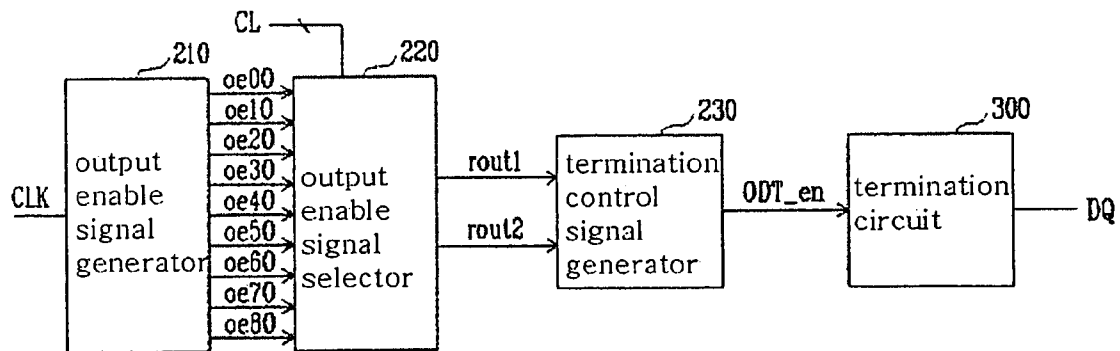 CL
210
220
oe00
oe10
oe20
oe30
oe40
oe50
oe60
oe70
oe80
CLK
output
enable
signal
generator
output
enable
signal
selector
rout1
rout2
230
termination
control
signal
generator
ODT_en
300
termination
circuit
DQ